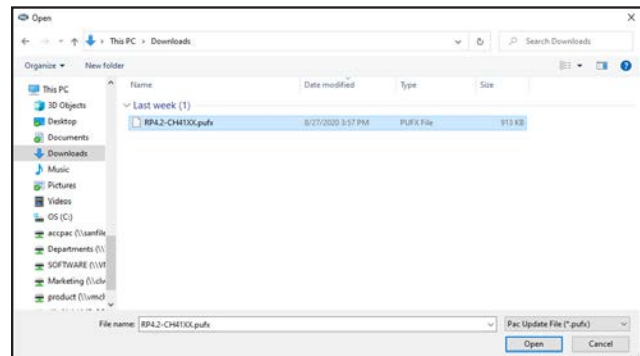 Open
This PC > Downloads
Search Downloads
Organize
New folder
Name Date modified Type Size
Last week (1)
RP4.2-CH41XX.pufx 8/27/2020 3:57 PM PUFX File 913 KB
This PC
3D Objects
Desktop
Documents
Downloads
Music
Pictures
Videos
OS (C:)
accpac (\\sanfile
Departments (\\
SOFTWARE (\\VM
Marketing (\\clv
product (\\vmcl
File name: RP4.2-CH41XX.pufx
Pac Update File (*.pufx)
Open Cancel